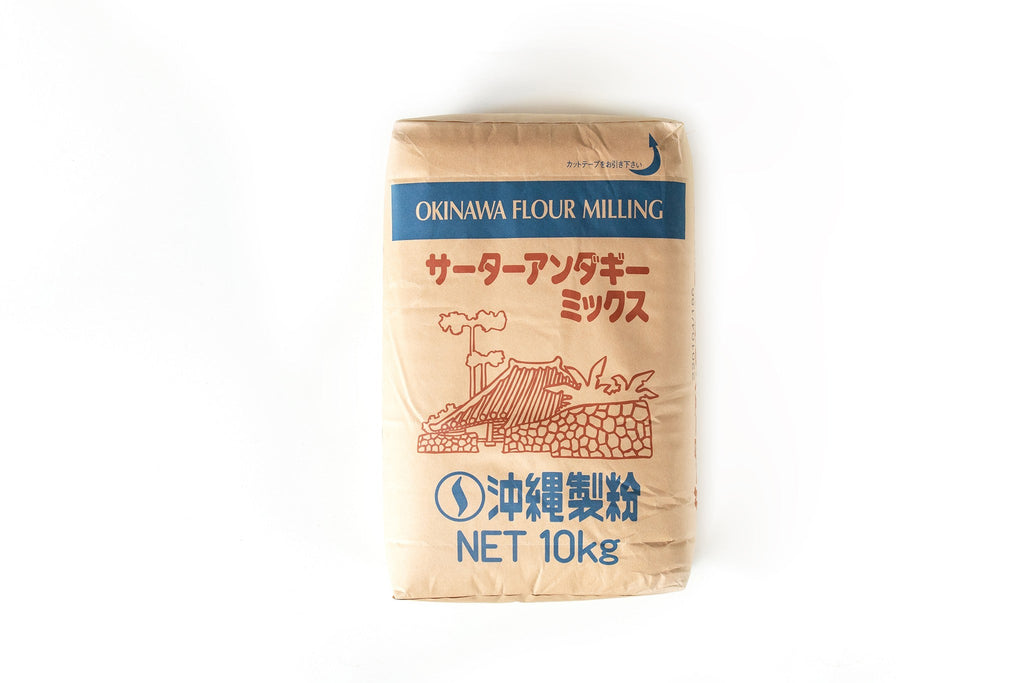 カットテープをお引き下さい
OKINAWA FLOUR MILLING
サーターアンダギー
ミックス
沖縄製粉
NET 10kg